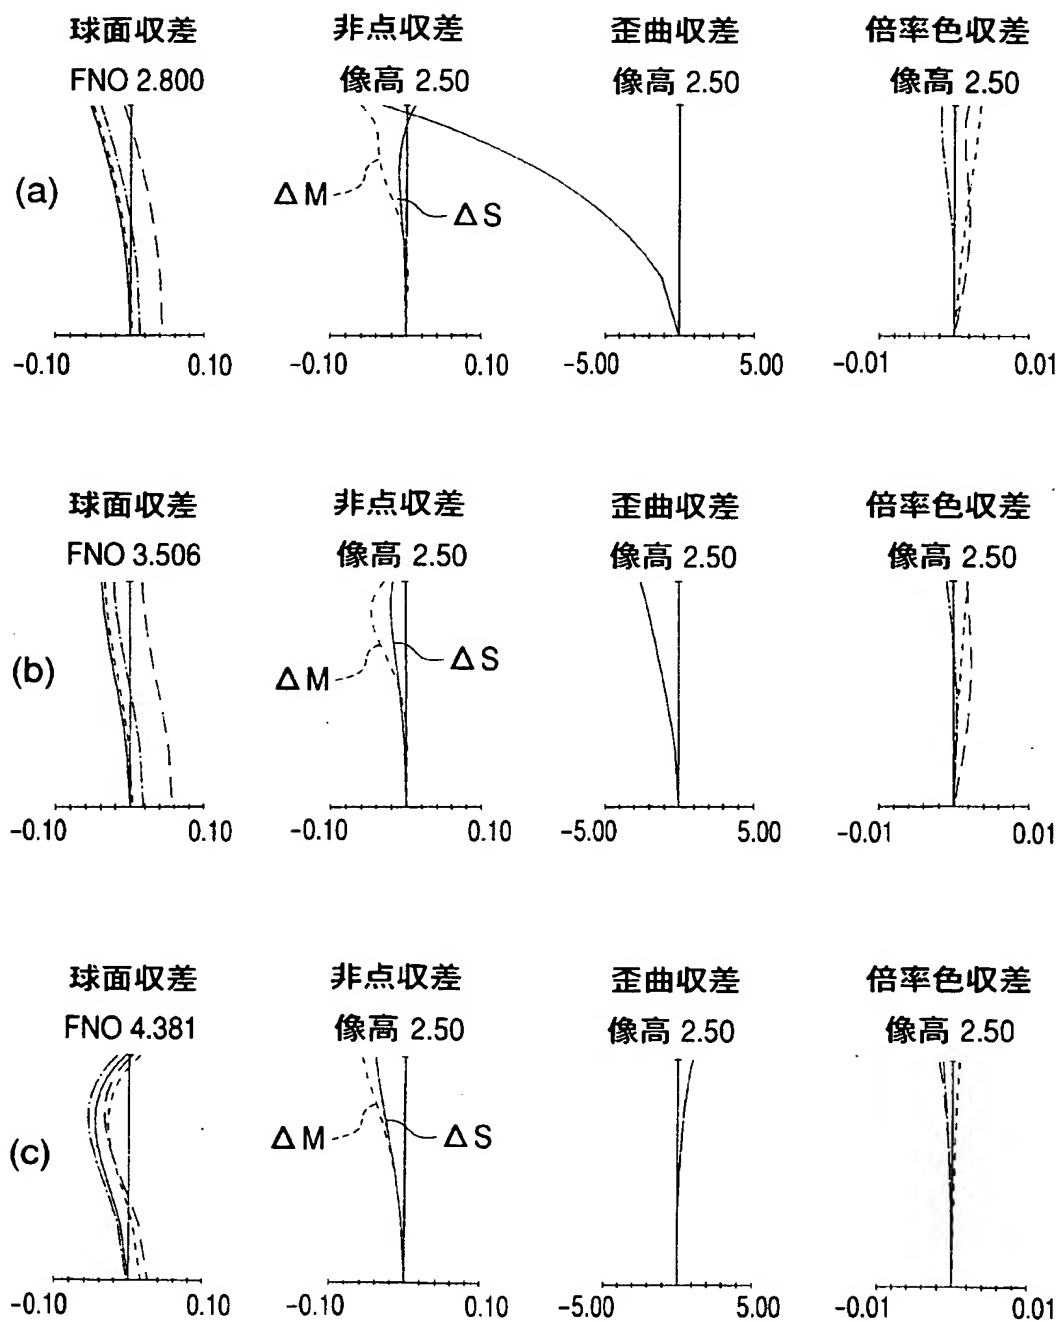 球面収差 非点収差 歪曲収差 倍率色収差
FNO 2.800 像高 2.50 像高 2.50 像高 2.50
(a)
ΔM
ΔS
-0.10 0.10 -0.10 0.10 -5.00 5.00 -0.01 0.01
球面収差 非点収差 歪曲収差 倍率色収差
FNO 3.506 像高 2.50 像高 2.50 像高 2.50
(b)
ΔM
ΔS
-0.10 0.10 -0.10 0.10 -5.00 5.00 -0.01 0.01
球面収差 非点収差 歪曲収差 倍率色収差
FNO 4.381 像高 2.50 像高 2.50 像高 2.50
(c)
ΔM
ΔS
-0.10 0.10 -0.10 0.10 -5.00 5.00 -0.01 0.01